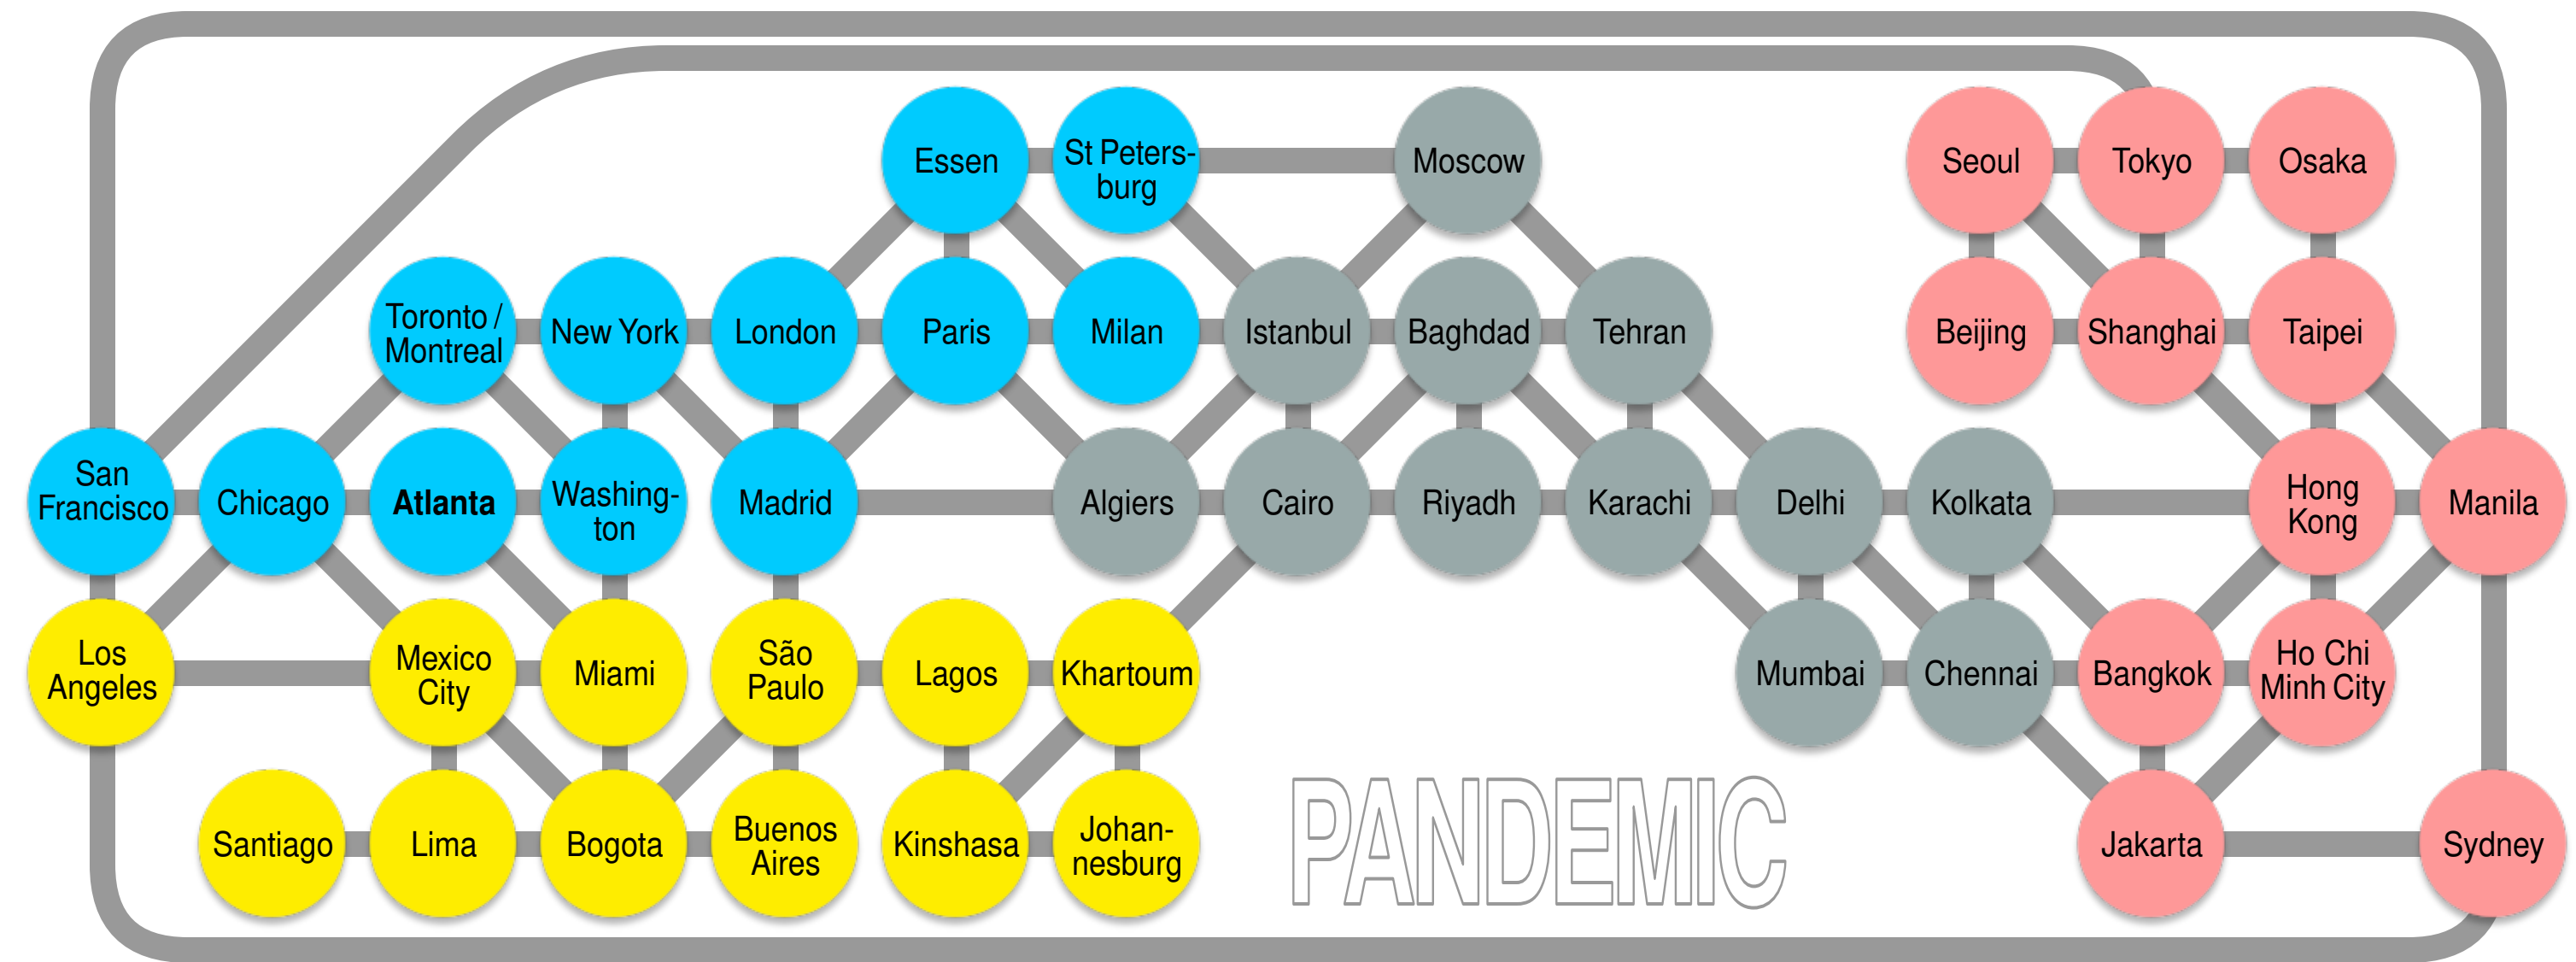 Essen
St Peters-
burg
Moscow
Seoul
Tokyo
Osaka
Toronto /
Montreal
New York
London
Paris
Milan
Istanbul
Baghdad
Tehran
Beijing
Shanghai
Taipei
San
Francisco
Chicago
Atlanta
Washing-
ton
Madrid
Algiers
Cairo
Riyadh
Karachi
Delhi
Kolkata
Hong
Kong
Manila
Los
Angeles
Mexico
City
Miami
São
Paulo
Lagos
Khartoum
Mumbai
Chennai
Bangkok
Ho Chi
Minh City
Santiago
Lima
Bogota
Buenos
Aires
Kinshasa
Johan-
nesburg
PANDEMIC
Jakarta
Sydney